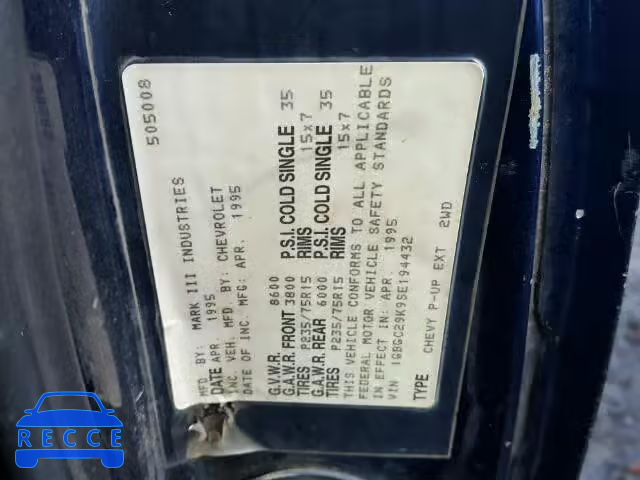 505008
MFD BY: MARK III INDUSTRIES
DATE APR. 1995
INC. VEH. MFD. BY: CHEVROLET
DATE OF INC. MFG: APR. 1995
G.V.W.R. 8600
G.A.W.R. FRONT 3800 P.S.I. COLD SINGLE 35
TIRES P235/75R15 RIMS 15x7
G.A.W.R. REAR 6000 P.S.I. COLD SINGLE 35
TIRES P235/75R15 RIMS 15x7
THIS VEHICLE CONFORMS TO ALL APPLICABLE
FEDERAL MOTOR VEHICLE SAFETY STANDARDS
IN EFFECT IN: APR. 1995
VIN 1GBGC29K9SE194432
TYPE CHEVY P-UP EXT 2WD
RECCE